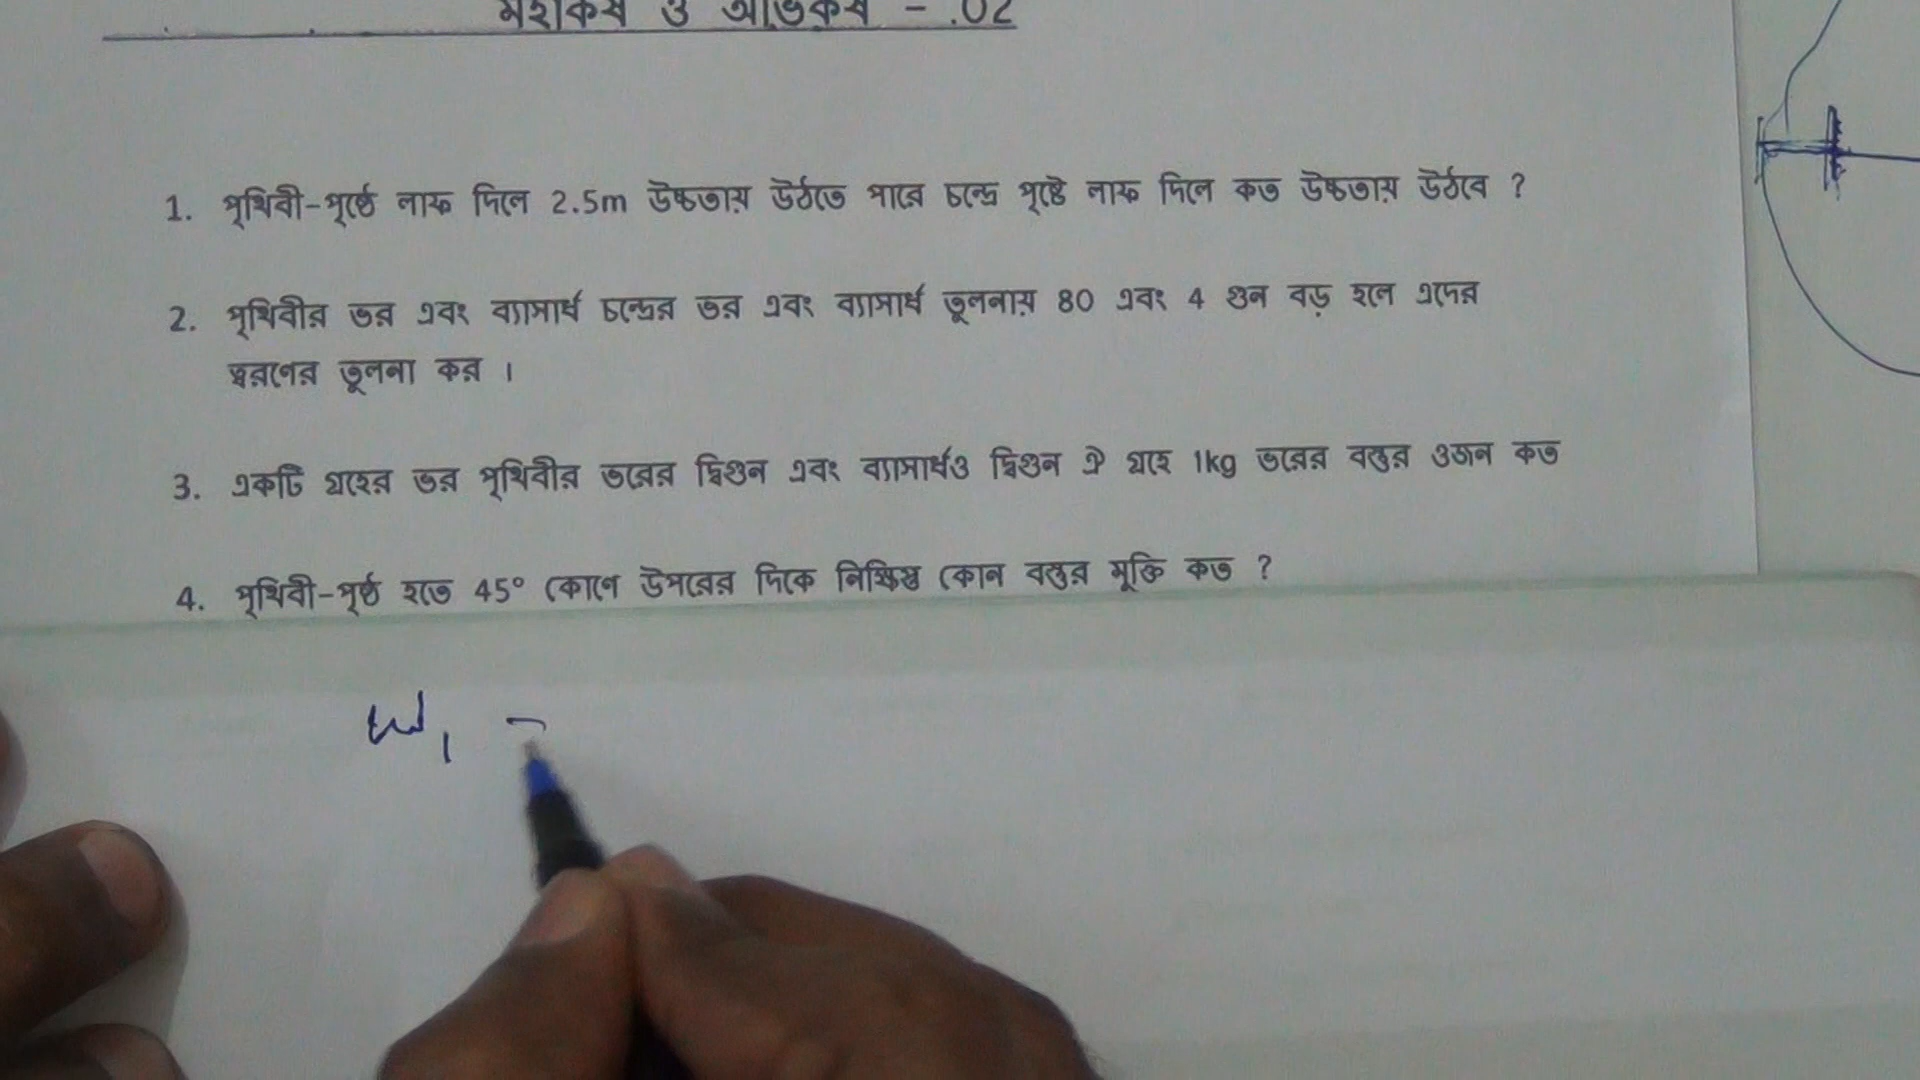 মহাকর্ষ ও অভিকর্ষ - .02
1. পৃথিবী-পৃষ্ঠে লাফ দিলে 2.5m উচ্চতায় উঠতে পারে চন্দ্রে পৃষ্টে লাফ দিলে কত উচ্চতায় উঠবে ?
2. পৃথিবীর ভর এবং ব্যাসার্ধ চন্দ্রের ভর এবং ব্যাসার্ধ তুলনায় 80 এবং 4 গুন বড় হলে এদের
ত্বরণের তুলনা কর ।
3. একটি গ্রহের ভর পৃথিবীর ভরের দ্বিগুন এবং ব্যাসার্ধও দ্বিগুন ঐ গ্রহে 1kg ভরের বস্তুর ওজন কত
4. পৃথিবী-পৃষ্ঠ হতে 45° কোণে উপরের দিকে নিক্ষিপ্ত কোন বস্তুর মুক্তি কত ?
W₁ -